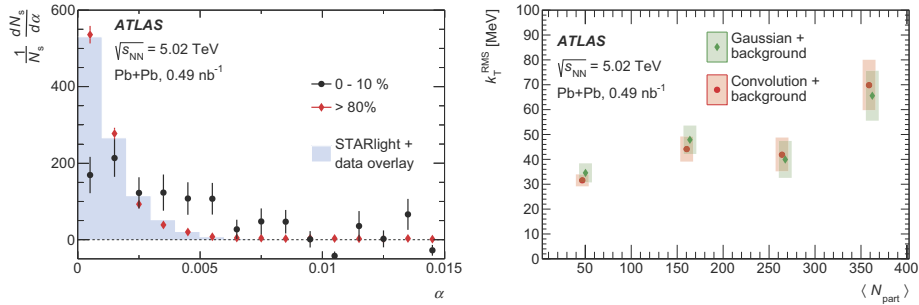 600
400
200
0
1/N_s dN_s/dα
ATLAS
√s_NN = 5.02 TeV
Pb+Pb, 0.49 nb⁻¹
0 - 10 %
> 80%
STARlight +
data overlay
0 0.005 0.01 0.015
α
100
90
80
70
60
50
40
30
20
10
0
k_T^RMS [MeV]
ATLAS
√s_NN = 5.02 TeV
Pb+Pb, 0.49 nb⁻¹
Gaussian +
background
Convolution +
background
50 100 150 200 250 300 350 400
⟨ N_part ⟩